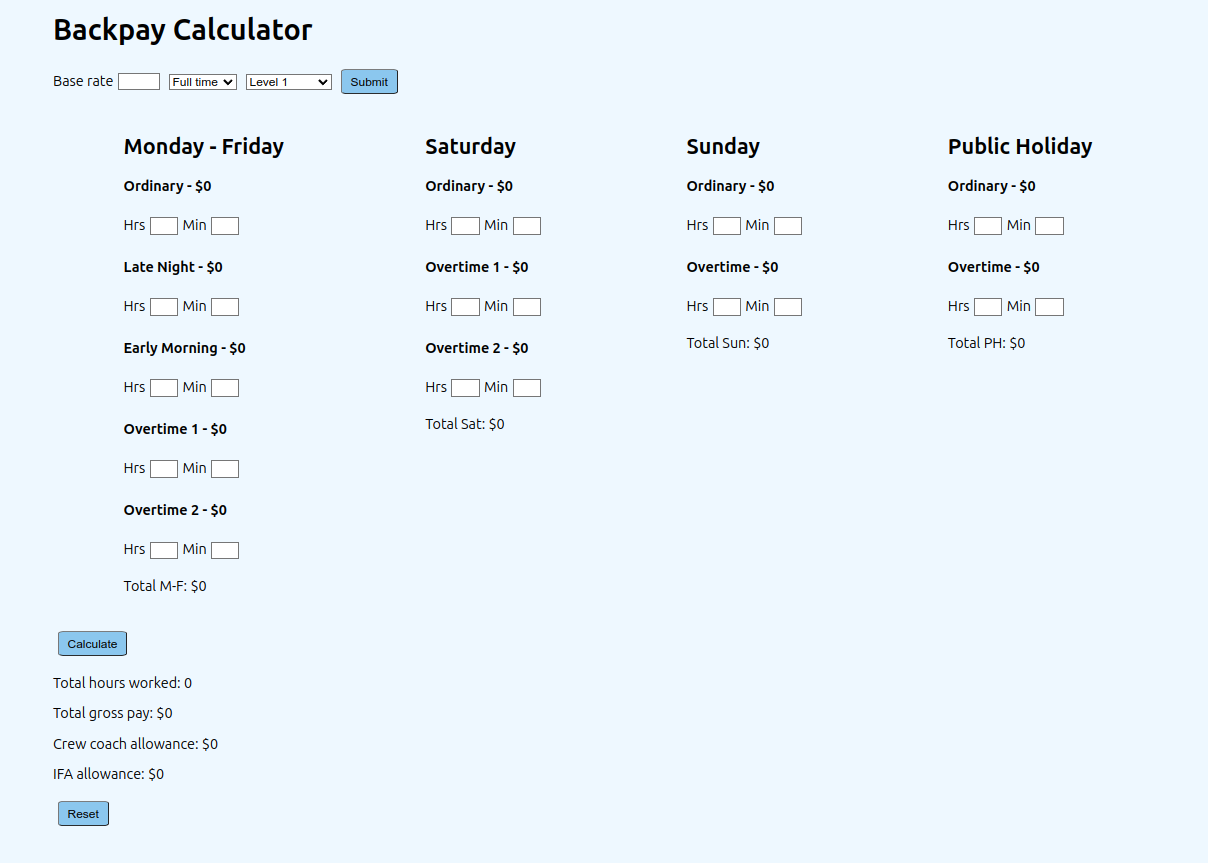 Backpay Calculator
Base rate Full time Level 1 Submit
Monday - Friday
Ordinary - $0
Hrs Min
Late Night - $0
Hrs Min
Early Morning - $0
Hrs Min
Overtime 1 - $0
Hrs Min
Overtime 2 - $0
Hrs Min
Total M-F: $0
Saturday
Ordinary - $0
Hrs Min
Overtime 1 - $0
Hrs Min
Overtime 2 - $0
Hrs Min
Total Sat: $0
Sunday
Ordinary - $0
Hrs Min
Overtime - $0
Hrs Min
Total Sun: $0
Public Holiday
Ordinary - $0
Hrs Min
Overtime - $0
Hrs Min
Total PH: $0
Calculate
Total hours worked: 0
Total gross pay: $0
Crew coach allowance: $0
IFA allowance: $0
Reset